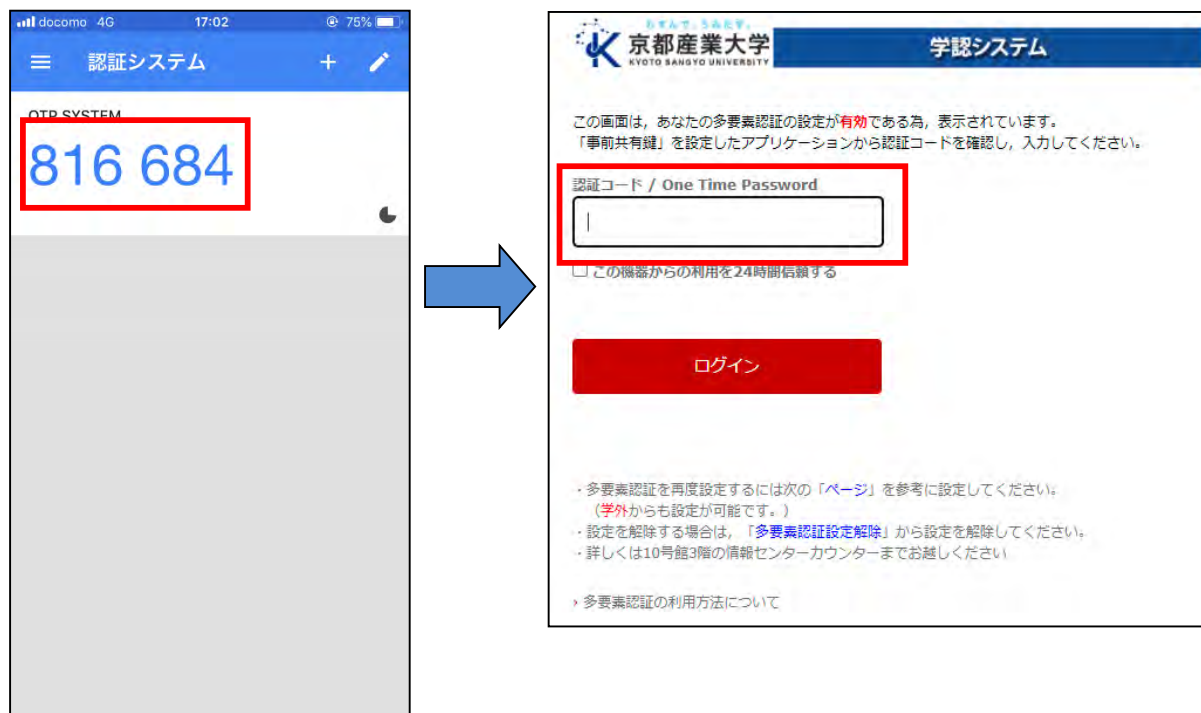 docomo 4G 17:02 75%
認証システム
OTP SYSTEM
816 684
むすんで、うみだす。
京都産業大学
KYOTO SANGYO UNIVERSITY
学認システム
この画面は，あなたの多要素認証の設定が有効である為，表示されています。
「事前共有鍵」を設定したアプリケーションから認証コードを確認し，入力してください。
認証コード / One Time Password
この機器からの利用を24時間信頼する
ログイン
・多要素認証を再度設定するには次の「ページ」を参考に設定してください。
（学外からも設定が可能です。）
・設定を解除する場合は，「多要素認証設定解除」から設定を解除してください。
・詳しくは10号館3階の情報センターカウンターまでお越しください
› 多要素認証の利用方法について